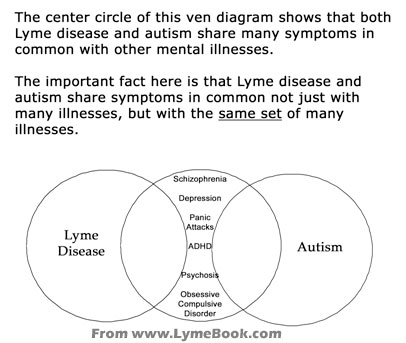 The center circle of this ven diagram shows that both
Lyme disease and autism share many symptoms in
common with other mental illnesses.
The important fact here is that Lyme disease and
autism share symptoms in common not just with
many illnesses, but with the same set of many
illnesses.
Schizophrenia
Depression
Panic
Attacks
Lyme
Disease
ADHD
Autism
Psychosis
Obsessive
Compulsive
Disorder
From www.LymeBook.com